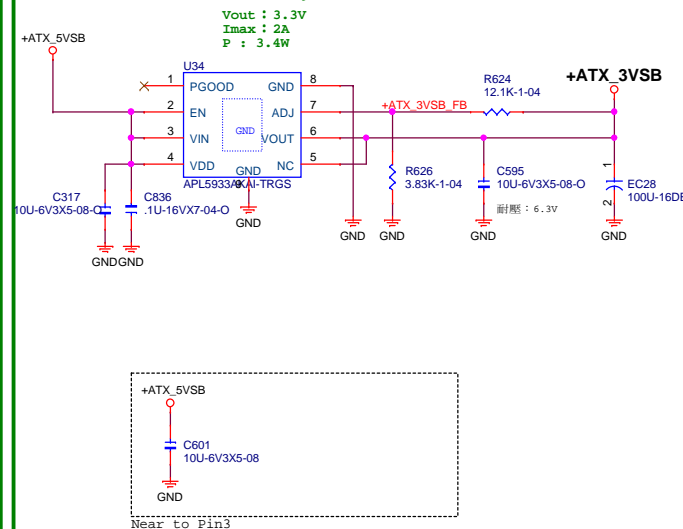 Vout：3.3V
Imax：2A
P : 3.4W
+ATX_5VSB
U34
1 PGOOD GND 8
2 EN ADJ 7
3 VIN VOUT 6
4 VDD NC 5
GND
GND
9
APL5933AKAI-TRGS
+ATX_3VSB_FB
R624
12.1K-1-04
+ATX_3VSB
R626
3.83K-1-04
C595
10U-6V3X5-08-O
耐壓：6.3V
1
2
EC28
100U-16DE
C317
10U-6V3X5-08-O
C836
.1U-16VX7-04-O
GND
GND
GND
GND
GND
GND
GND
+ATX_5VSB
C601
10U-6V3X5-08
GND
Near to Pin3